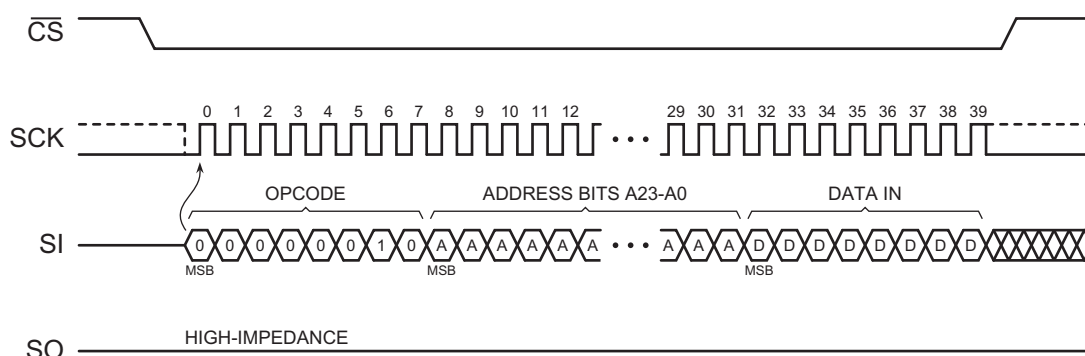 CS
0 1 2 3 4 5 6 7 8 9 10 11 12 29 30 31 32 33 34 35 36 37 38 39
SCK
OPCODE ADDRESS BITS A23-A0 DATA IN
SI 0 0 0 0 0 0 1 0 A A A A A A A A A D D D D D D D D
MSB MSB MSB
HIGH-IMPEDANCE
SO